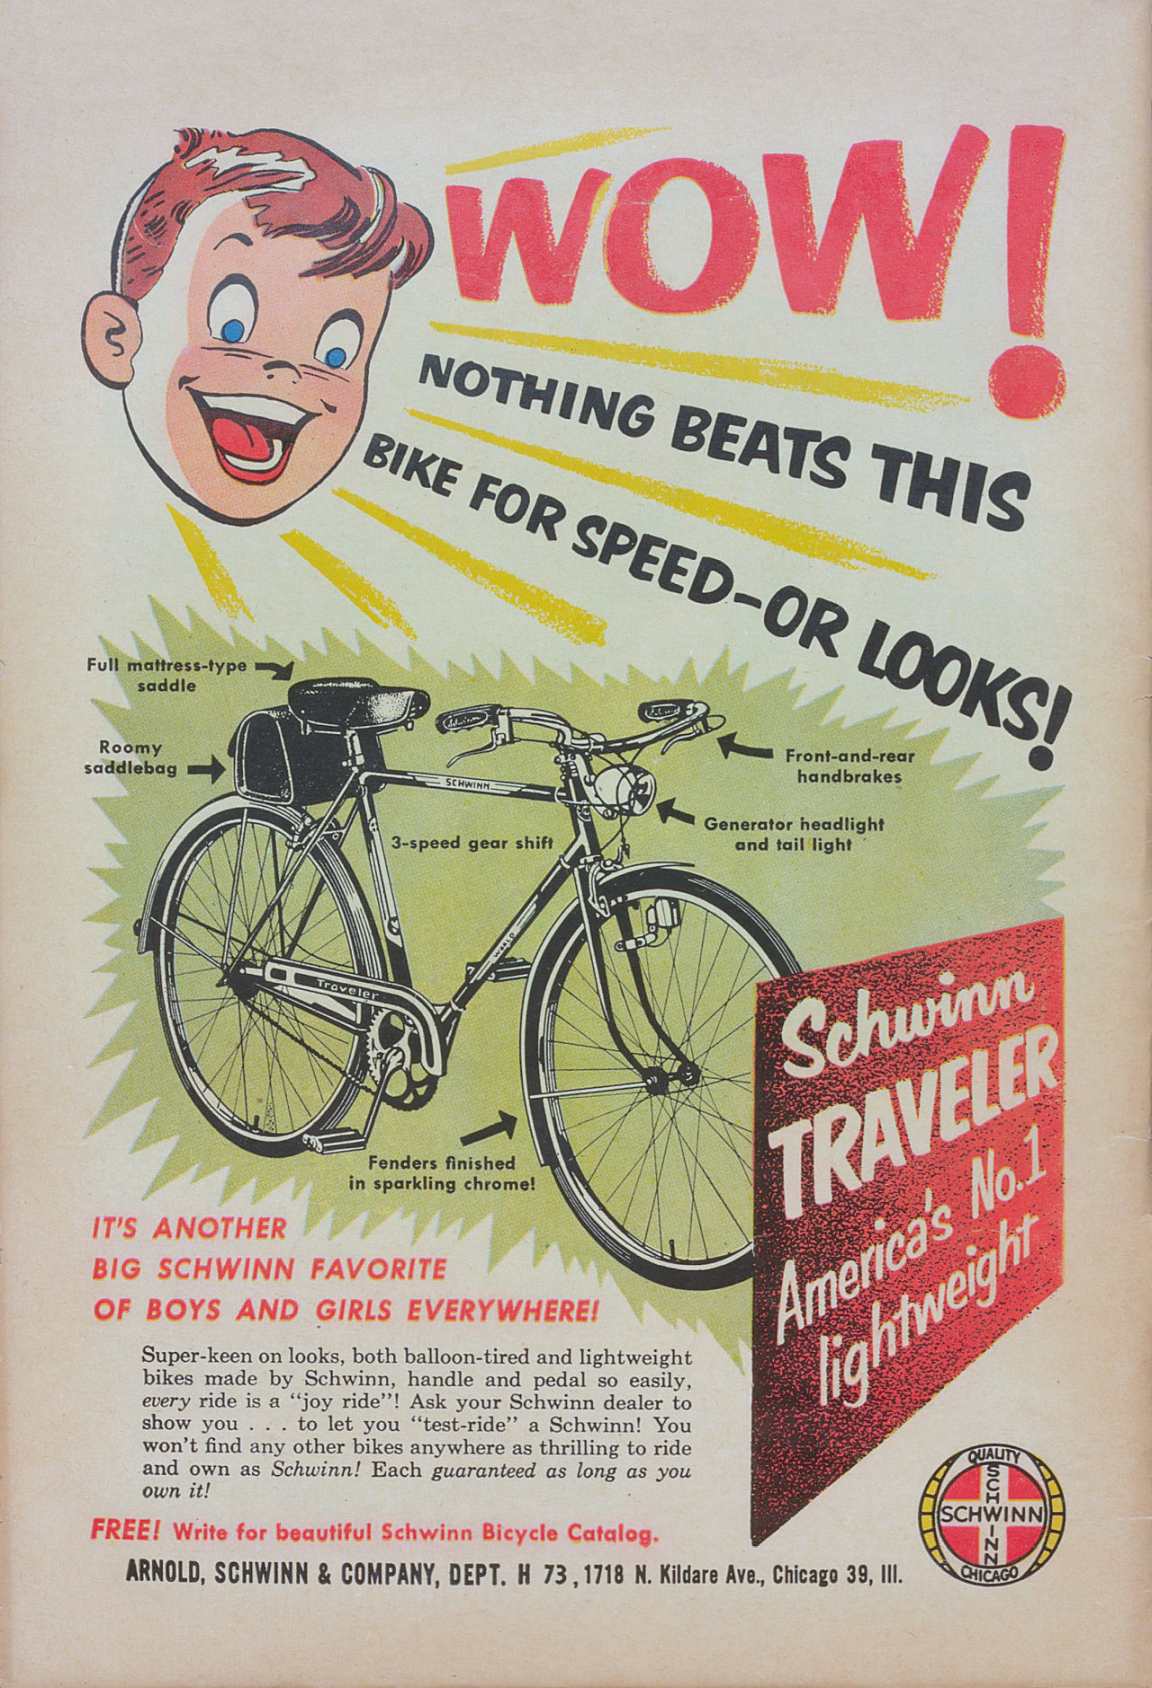 WOW!
NOTHING BEATS THIS
BIKE FOR SPEED-OR LOOKS!
Full mattress-type
saddle
Roomy
saddlebag
Front-and-rear
handbrakes
Generator headlight
and tail light
3-speed gear shift
SCHWINN
Schwinn
WORLD
Traveler
Fenders finished
in sparkling chrome!
Schwinn
TRAVELER
America's No.1
lightweight
IT'S ANOTHER
BIG SCHWINN FAVORITE
OF BOYS AND GIRLS EVERYWHERE!
Super-keen on looks, both balloon-tired and lightweight
bikes made by Schwinn, handle and pedal so easily,
every ride is a "joy ride"! Ask your Schwinn dealer to
show you . . . to let you "test-ride" a Schwinn! You
won't find any other bikes anywhere as thrilling to ride
and own as Schwinn! Each guaranteed as long as you
own it!
FREE! Write for beautiful Schwinn Bicycle Catalog.
ARNOLD, SCHWINN & COMPANY, DEPT. H 73, 1718 N. Kildare Ave., Chicago 39, Ill.
QUALITY
SCHWINN
SCHWINN
CHICAGO